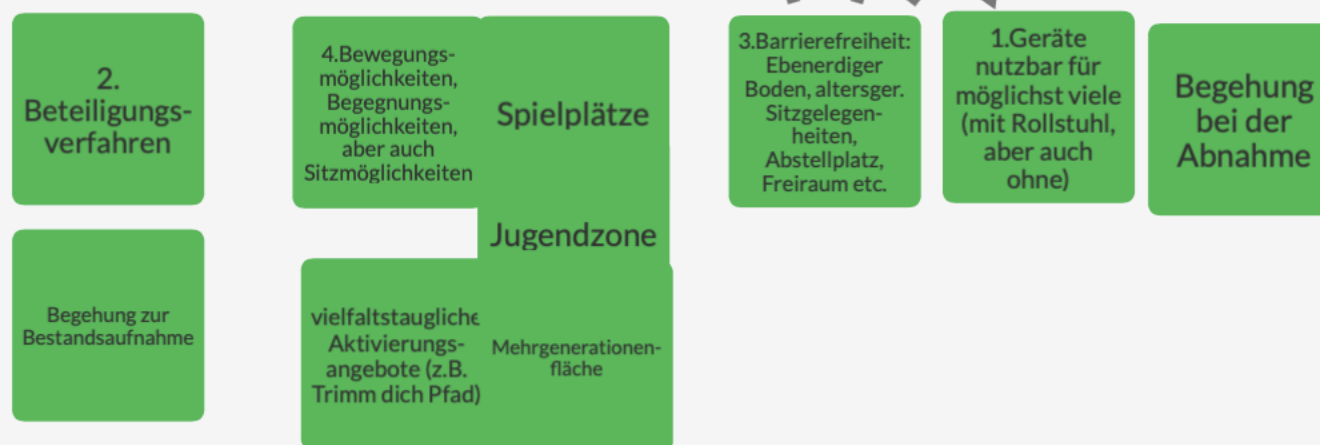 2.
Beteiligungs-
verfahren
Begehung zur
Bestandsaufnahme
4.Bewegungs-
möglichkeiten,
Begegnungs-
möglichkeiten,
aber auch
Sitzmöglichkeiten
Spielplätze
Jugendzone
vielfaltstaugliche
Aktivierungs-
angebote (z.B.
Trimm dich Pfad)
Mehrgenerationen-
fläche
3.Barrierefreiheit:
Ebenerdiger
Boden, altersger.
Sitzgelegen-
heiten,
Abstellplatz,
Freiraum etc.
1.Geräte
nutzbar für
möglichst viele
(mit Rollstuhl,
aber auch
ohne)
Begehung
bei der
Abnahme